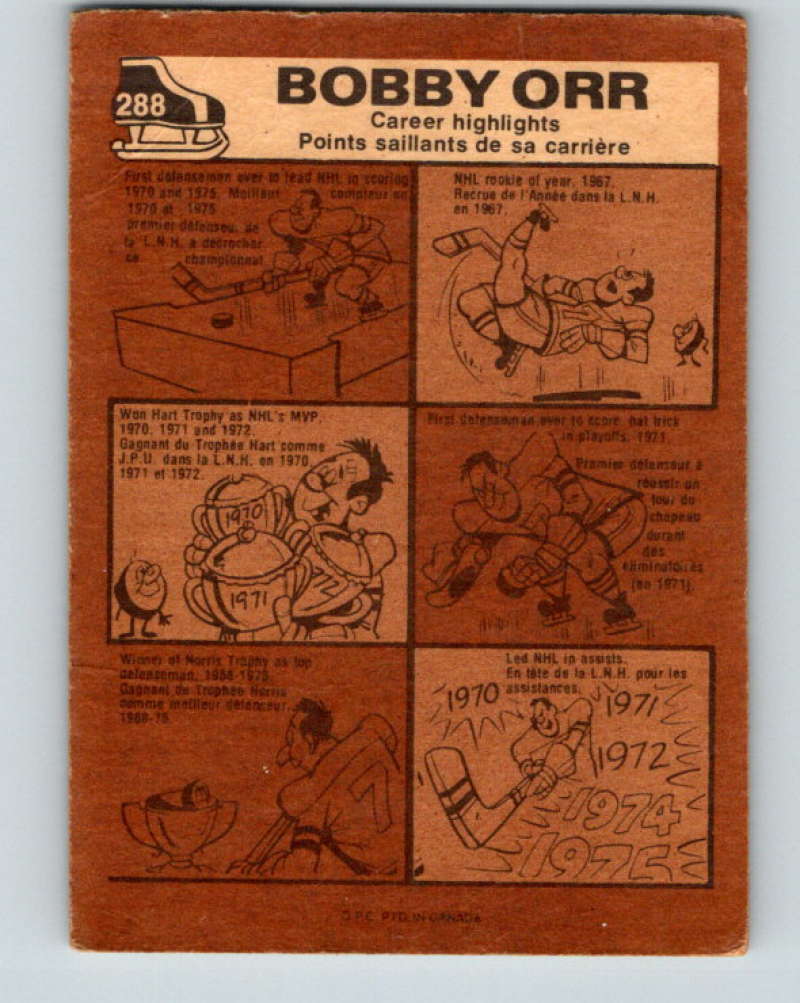 288
BOBBY ORR
Career highlights
Points saillants de sa carrière
First defenseman ever to lead NHL in scoring
1970 and 1975. Meilleur compteur en
1970 et 1975
premier défenseur de
la L.N.H. à décrocher
ce championnat
NHL rookie of year, 1967.
Recrue de l'Année dans la L.N.H.
en 1967.
Won Hart Trophy as NHL's MVP,
1970, 1971 and 1972.
Gagnant du Trophée Hart comme
J.P.U. dans la L.N.H. en 1970
1971 et 1972.
1970
1971
First defenseman ever to score hat trick
in playoffs, 1971.
Premier défenseur à
réussir un
tour du
chapeau
durant
des
éliminatoires
(en 1971).
Winner of Norris Trophy as top
defenseman, 1968-1975.
Gagnant du Trophée Norris
comme meilleur défenseur,
1968-75.
7
Led NHL in assists.
En tête de la L.N.H. pour les
assistances.
1970
1971
1972
1974
1975
O.P.C. PTD. IN CANADA